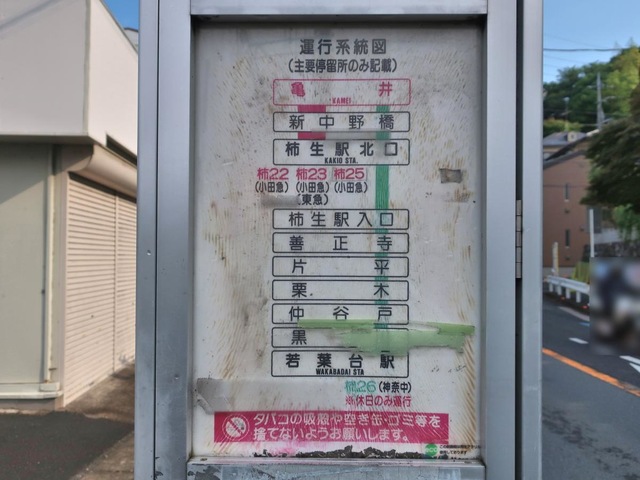 運行系統図
(主要停留所のみ記載)
亀井
KAMEI
新中野橋
柿生駅北口
KAKIO STA.
柿22 柿23 柿25
(小田急) (小田急) (小田急)
(東急)
柿生駅入口
善正寺
片平
栗木
仲谷戸
黒
若葉台駅
WAKABADAI STA
柿26 (神奈中)
※休日のみ運行
タバコの吸殻や空き缶・ゴミ等を
捨てないようお願いします。